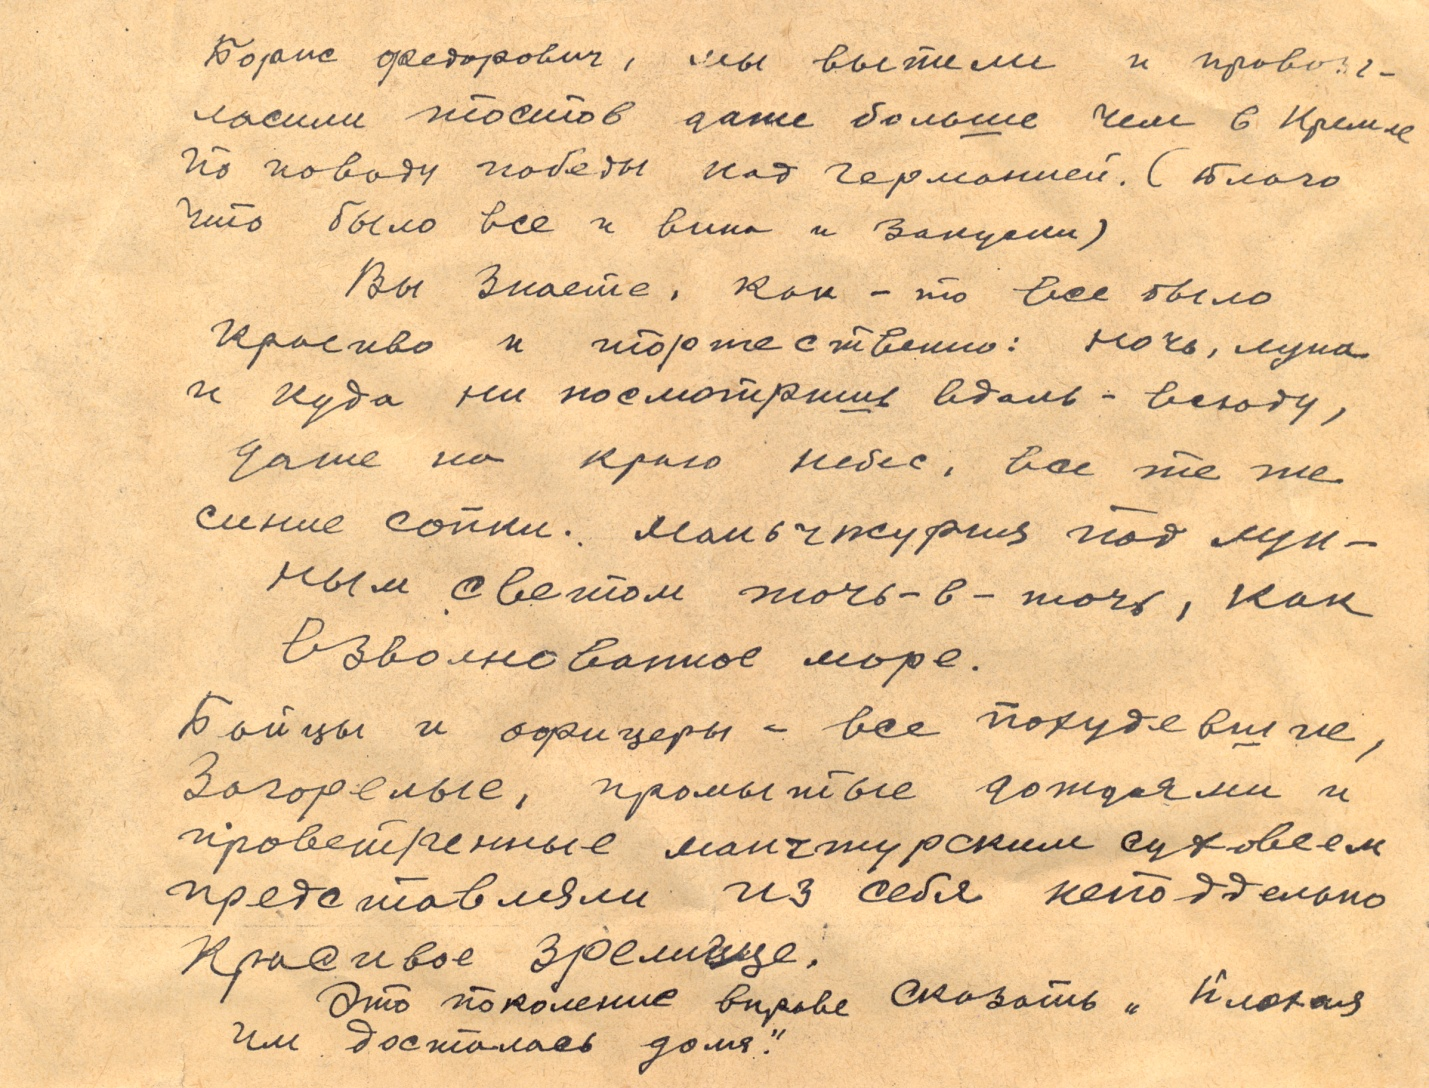 Борис Федорович, мы выпили и провозг-
ласили тостов даже больше чем в Кремле
по поводу победы над Германией. (Благо
что было все и вина и закуски)
Вы знаете, как-то все было
красиво и торжественно: ночь, луна
и куда ни посмотришь вдаль - всюду,
даже на краю небес, все те же
синие сопки. Маньчжурия под лун-
ным светом точь-в-точь, как
взволнованное море.
Бойцы и офицеры - все похудевшие,
загорелые, промытые дождями и
проветренные манчжурским суховеем
представляли из себя неподдельно
красивое зрелище.
Это поколение вправе сказать „Плохая
им досталась доля."